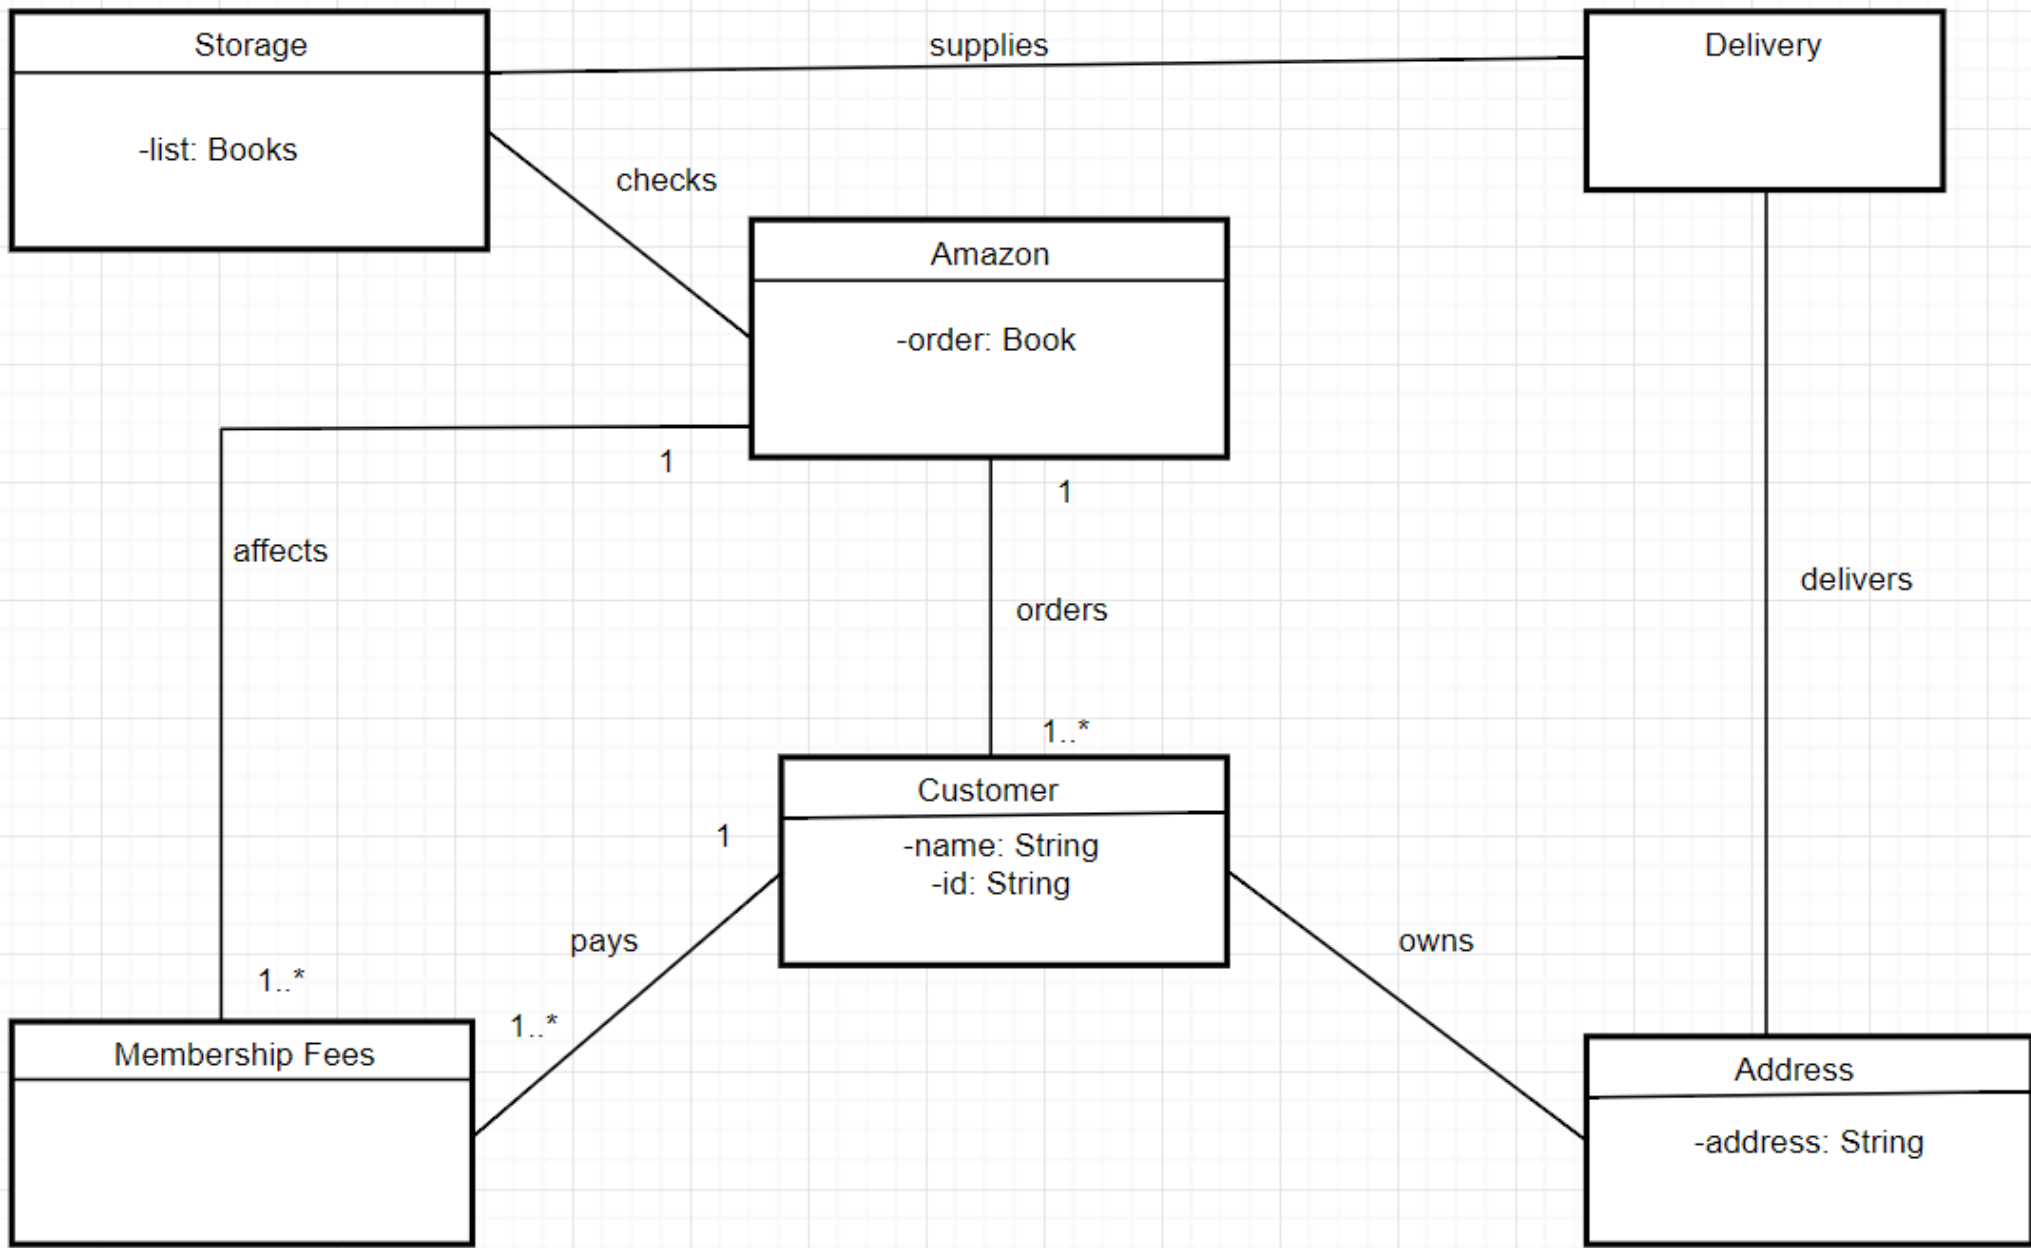 Storage
supplies
Delivery
-list: Books
checks
Amazon
-order: Book
1
1
affects
delivers
orders
1..*
Customer
1
-name: String
-id: String
pays
owns
1..*
1..*
Membership Fees
Address
-address: String